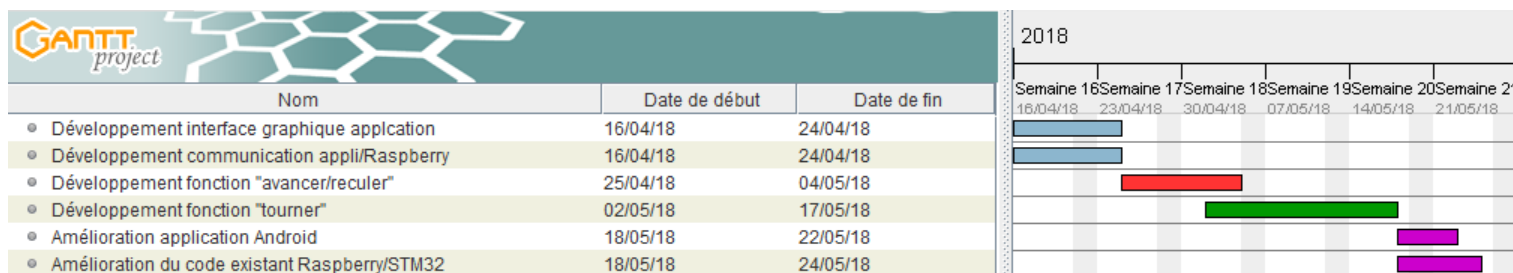 GANTT
project
2018
Semaine 16 Semaine 17 Semaine 18 Semaine 19 Semaine 20 Semaine 21
16/04/18 23/04/18 30/04/18 07/05/18 14/05/18 21/05/18
Nom Date de début Date de fin
Développement interface graphique applcation 16/04/18 24/04/18
Développement communication appli/Raspberry 16/04/18 24/04/18
Développement fonction "avancer/reculer" 25/04/18 04/05/18
Développement fonction "tourner" 02/05/18 17/05/18
Amélioration application Android 18/05/18 22/05/18
Amélioration du code existant Raspberry/STM32 18/05/18 24/05/18